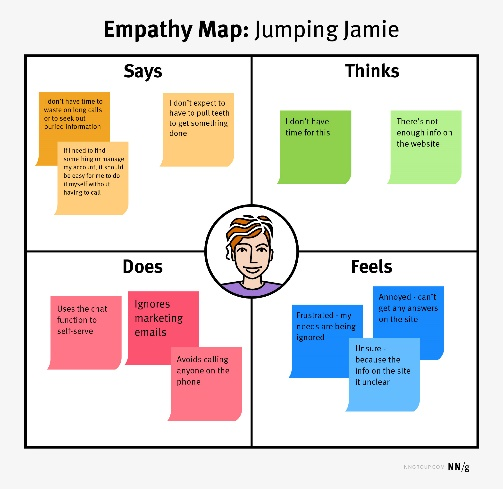 Empathy Map: Jumping Jamie
Says
I don't have time to
waste on long calls
or to seek out
buried information
If I need to find
something or manage
my account, it should
be easy for me to do
it myself without
having to call
I don't expect to
have to pull teeth
to get something
done
Thinks
I don't have
time for this
There's not
enough info on
the website
Does
Uses the chat
function to
self-serve
Ignores
marketing
emails
Avoids calling
anyone on the
phone
Feels
Frustrated - my
needs are being
ignored
Annoyed - can't
get any answers
on the site
Unsure -
because the
info on the site
it unclear
NNGROUP.COM NN/g